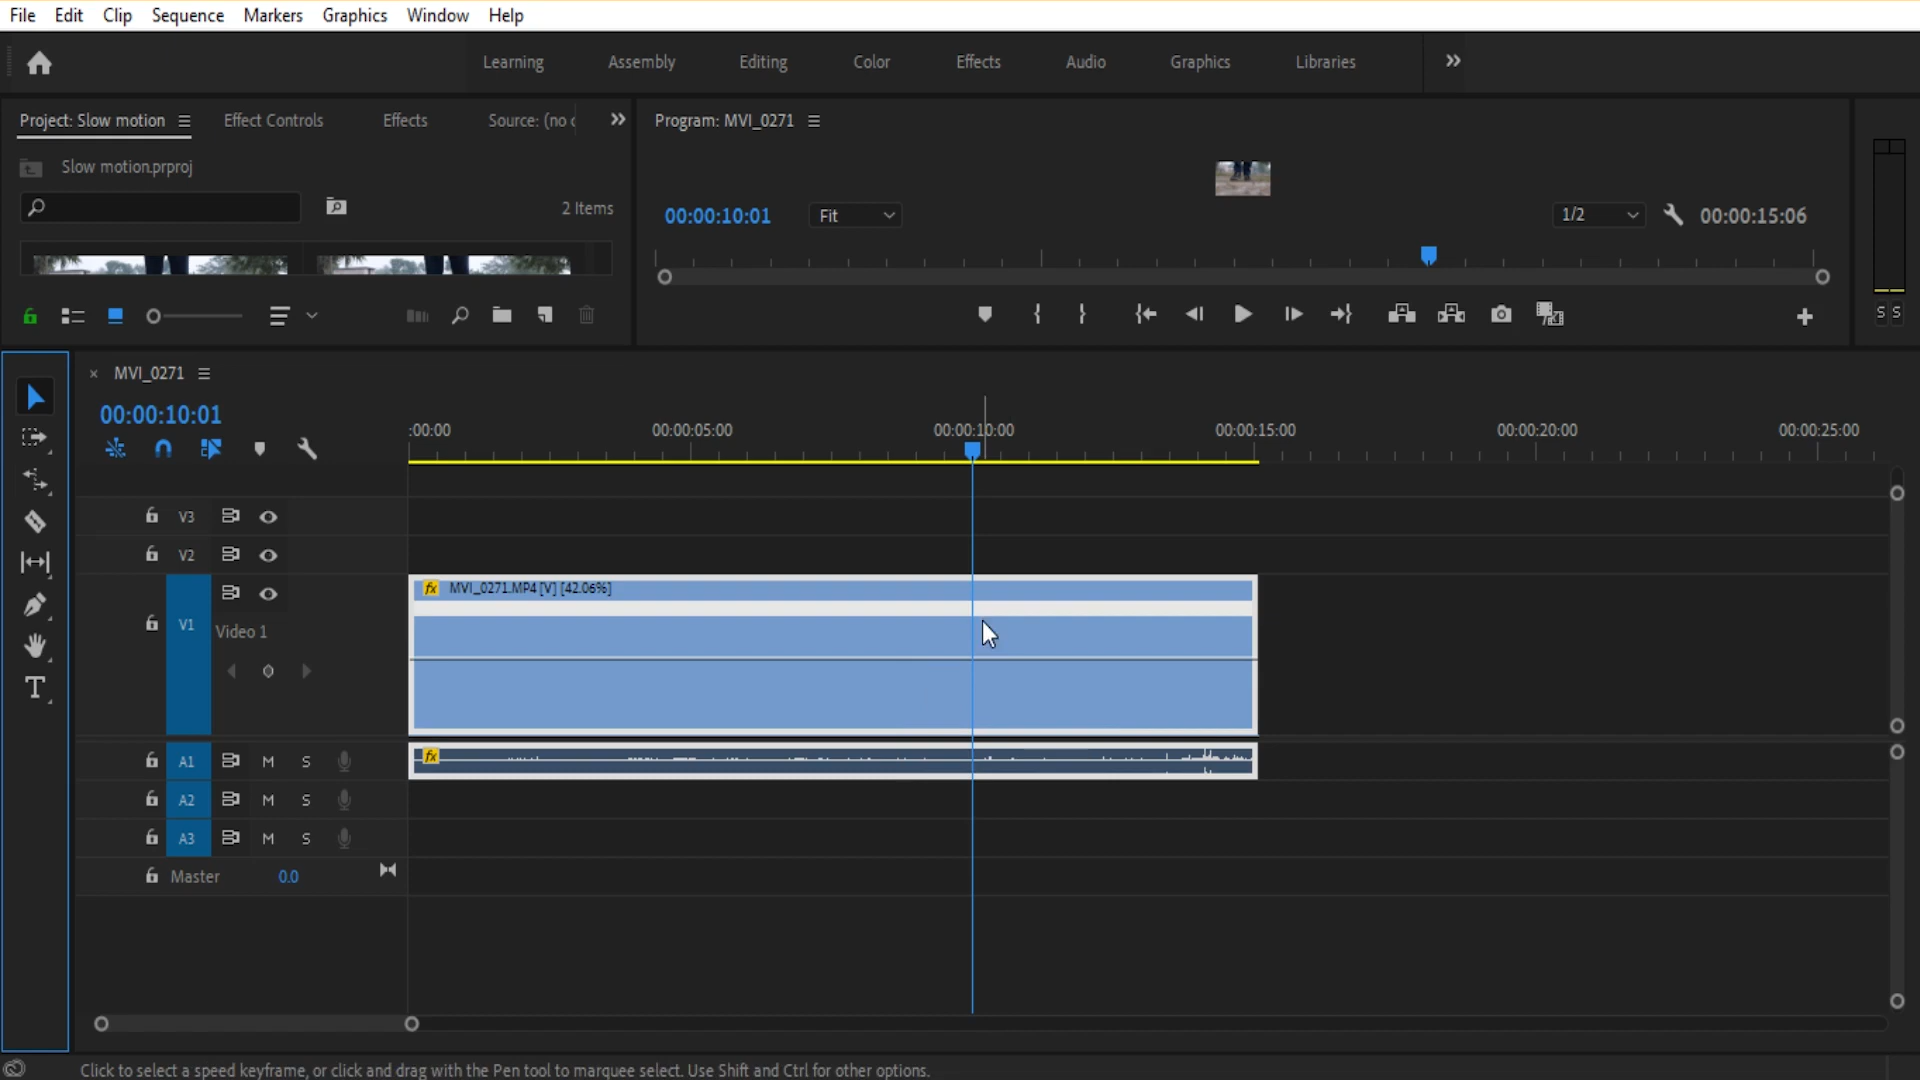 File Edit Clip Sequence Markers Graphics Window Help
Learning Assembly Editing Color Effects Audio Graphics Libraries
Project: Slow motion Effect Controls Effects Source: (no c
Program: MVI_0271
Slow motion.prproj
2 Items
00:00:10:01 Fit 1/2 00:00:15:06
S S
MVI_0271
00:00:10:01
:00:00 00:00:05:00 00:00:10:00 00:00:15:00 00:00:20:00 00:00:25:00
V3
V2
MVI_0271.MP4 [V] [42.06%]
V1 Video 1
A1 M S
A2 M S
A3 M S
Master 0.0
Click to select a speed keyframe, or click and drag with the Pen tool to marquee select. Use Shift and Ctrl for other options.